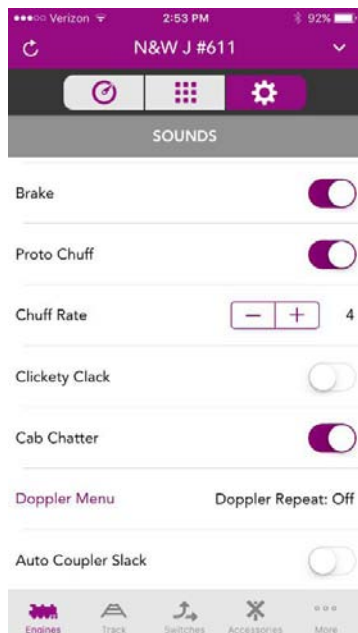 Verizon 2:53 PM 92%
N&W J #611
SOUNDS
Brake
Proto Chuff
Chuff Rate − + 4
Clickety Clack
Cab Chatter
Doppler Menu Doppler Repeat: Off
Auto Coupler Slack
Engines Track Switches Accessories More